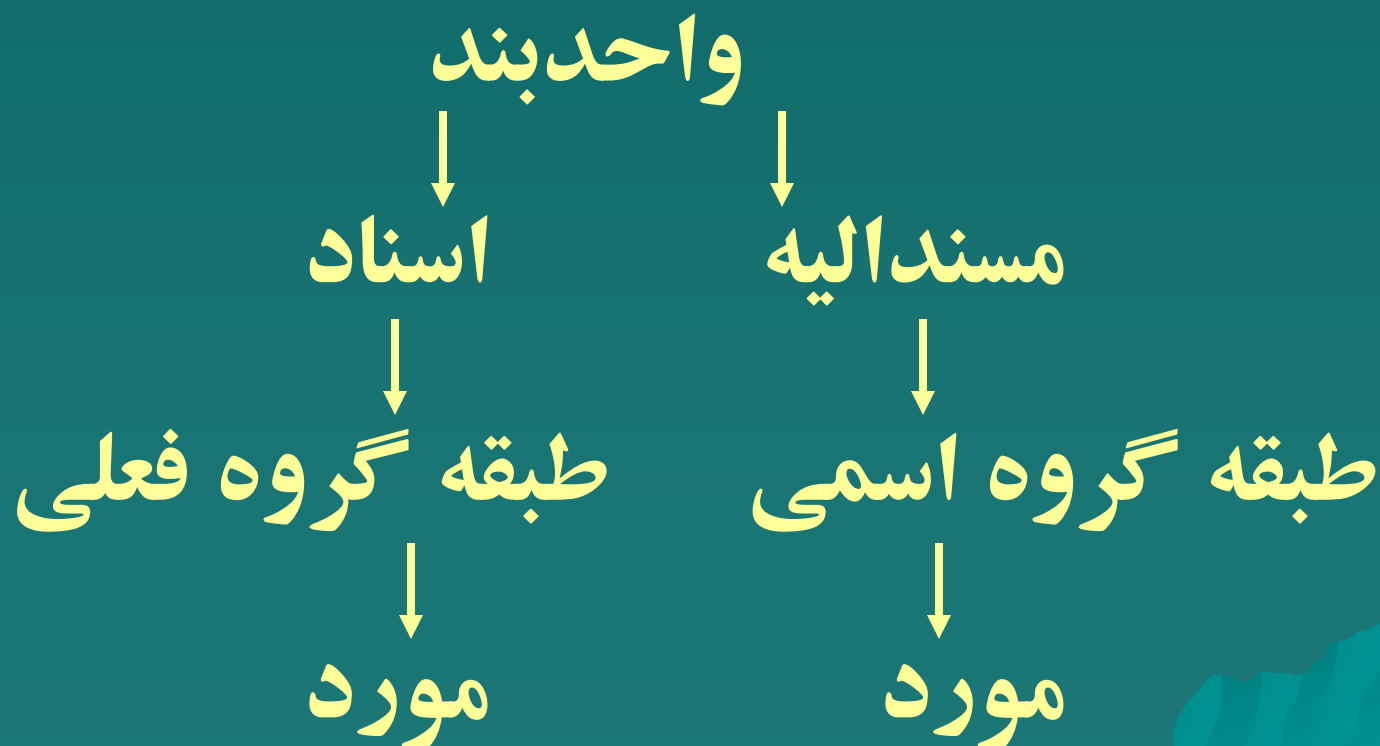 واحدبند
مسندالیه اسناد
طبقه گروه اسمی طبقه گروه فعلی
مورد مورد